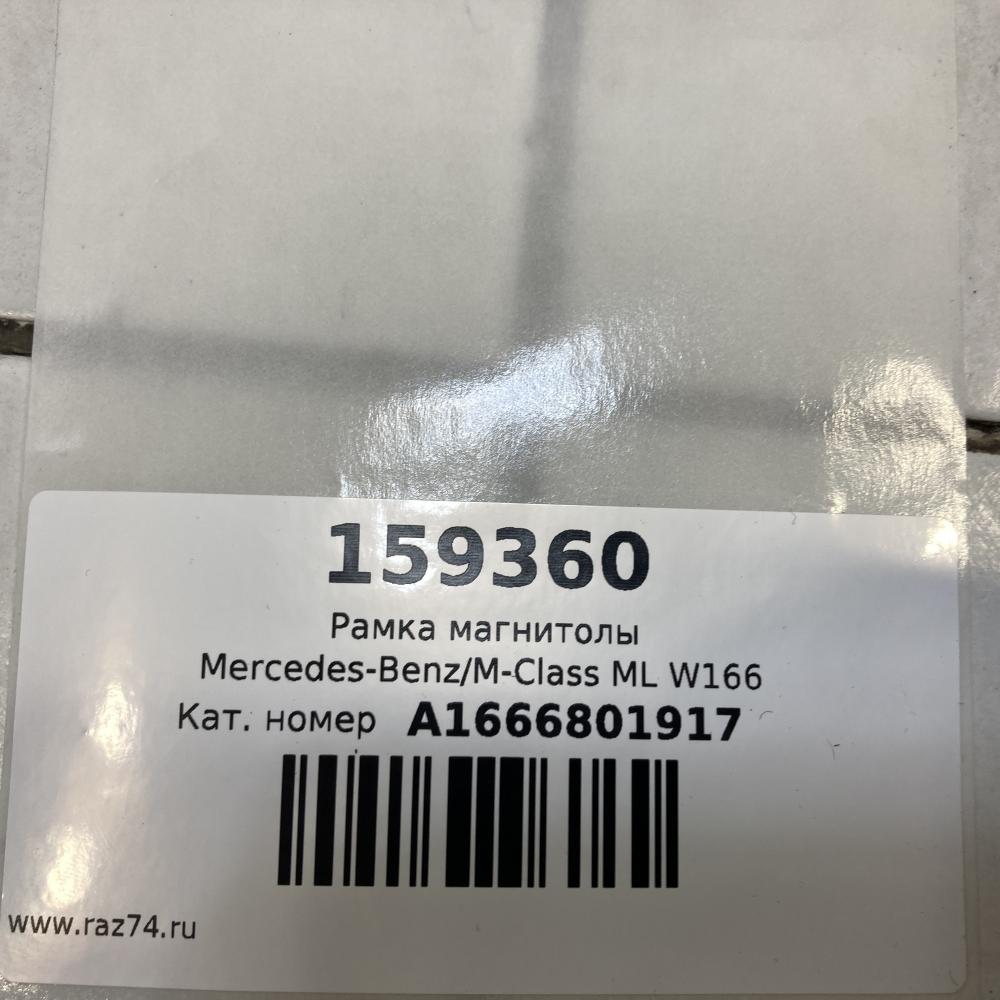 159360
Рамка магнитолы
Mercedes-Benz/M-Class ML W166
Кат. номер A1666801917
www.raz74.ru